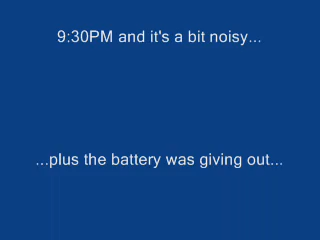 9:30PM and it's a bit noisy...
...plus the battery was giving out...